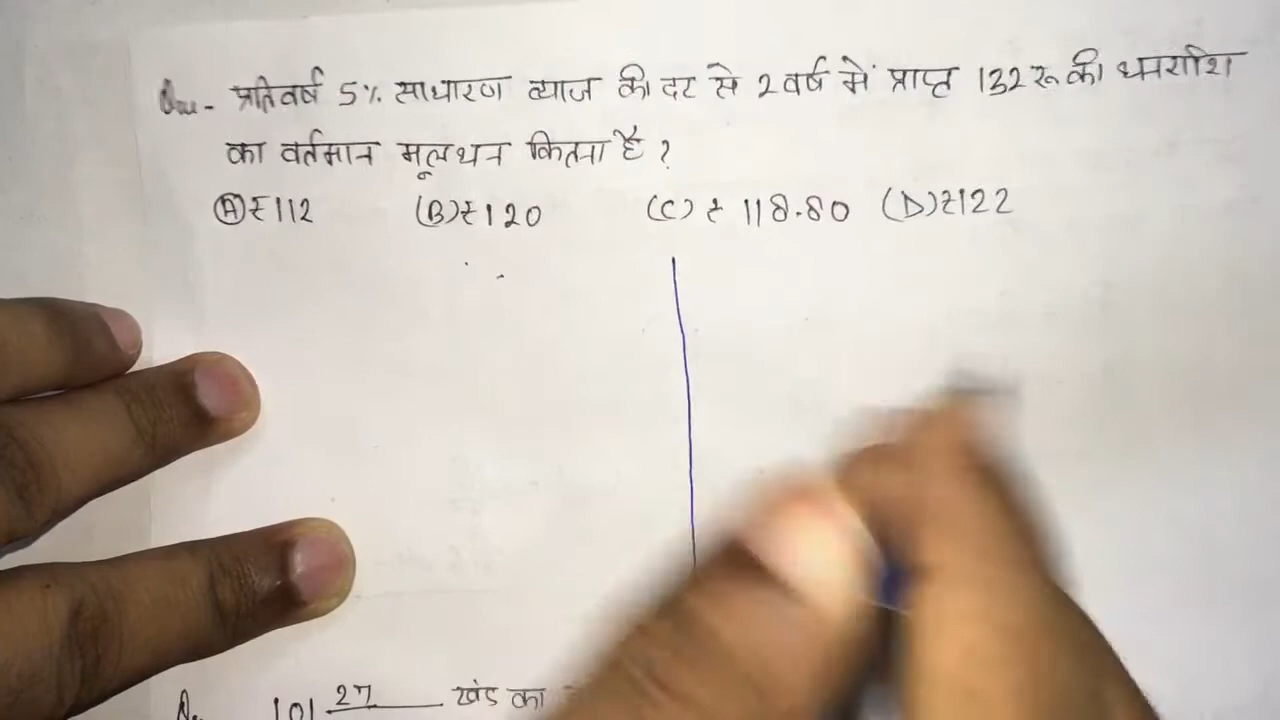 Que - प्रतिवर्ष 5% साधारण ब्याज की दर से 2 वर्ष में प्राप्त 132 रू की धनराशि
का वर्तमान मूलधन कितना है ?
(A) ₹ 112 (B) ₹ 120 (C) ₹ 118.80 (D) ₹ 122
101 27 खंड का